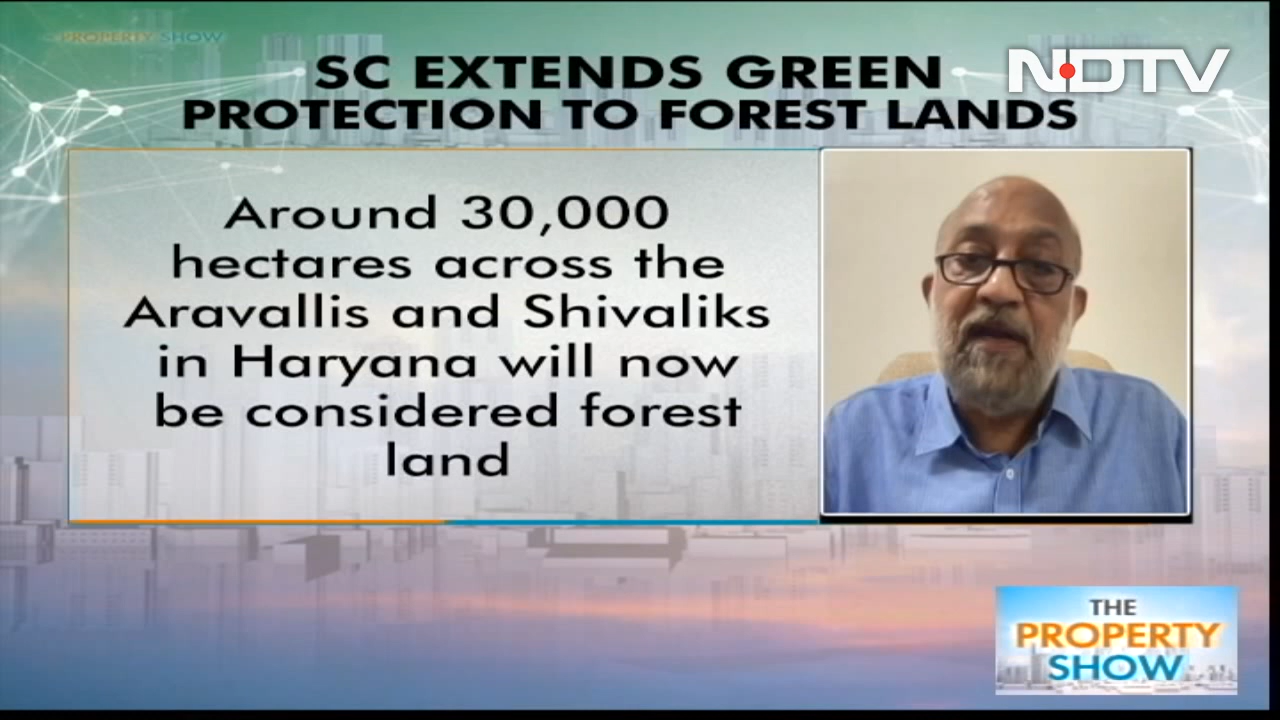 PROPERTY SHOW
SC EXTENDS GREEN
PROTECTION TO FOREST LANDS
NDTV
Around 30,000
hectares across the
Aravallis and Shivaliks
in Haryana will now
be considered forest
land
THE
PROPERTY
SHOW